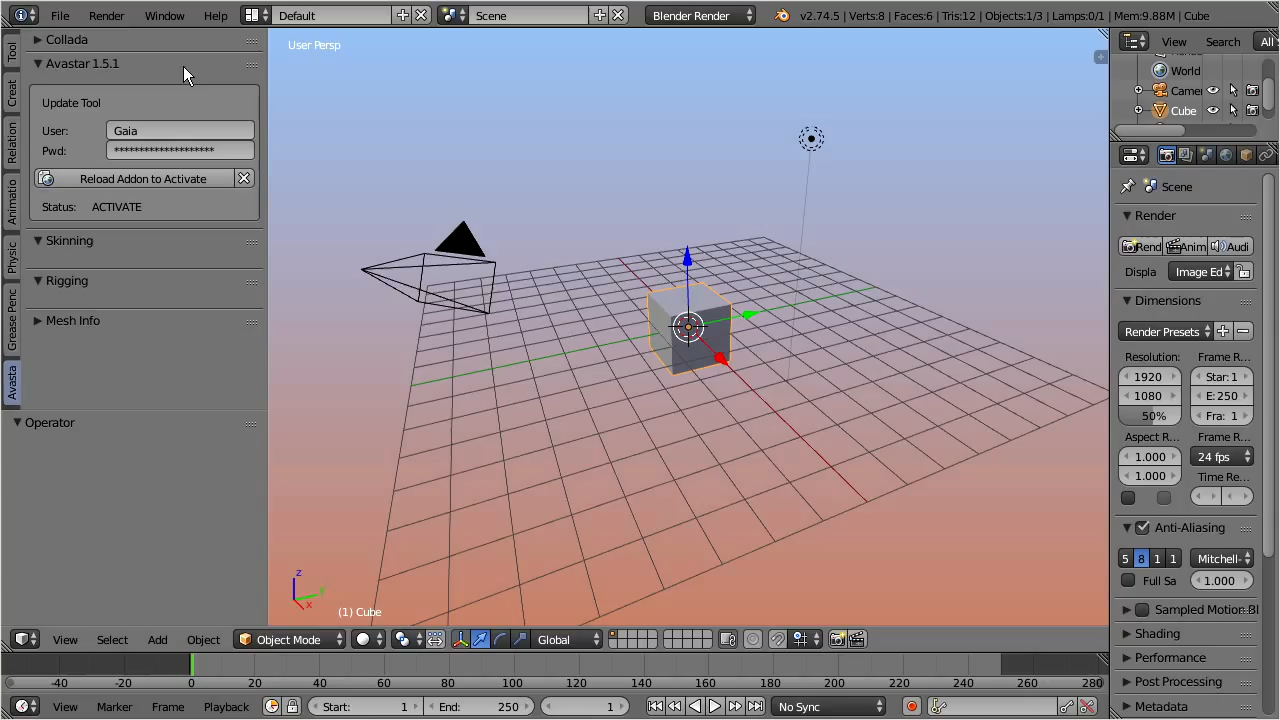 File Render Window Help Default Scene Blender Render v2.74.5 | Verts:8 | Faces:6 | Tris:12 | Objects:1/3 | Lamps:0/1 | Mem:9.88M | Cube
Collada
Avastar 1.5.1
Update Tool
User: Gaia
Pwd: ********************
Reload Addon to Activate
Status: ACTIVATE
Skinning
Rigging
Mesh Info
Operator
Tool
Creat
Relation
Animatio
Physic
Grease Penc
Avasta
User Persp
(1) Cube
z
Y
x
View Search All
World
Camer
Cube
Scene
Render
Rend Anim Audi
Displa Image Ed
Dimensions
Render Presets
Resolution: Frame R...
1920 Star: 1
1080 E: 250
50% Fra: 1
Aspect R... Frame R...
1.000 24 fps
1.000 Time Re...
Anti-Aliasing
5 8 1 1 Mitchell-
Full Sa 1.000
Sampled Motion Bl
Shading
Performance
Post Processing
Metadata
View Select Add Object Object Mode Global
-40 -20 0 20 40 60 80 100 120 140 160 180 200 220 240 260 280
View Marker Frame Playback Start: 1 End: 250 1 No Sync